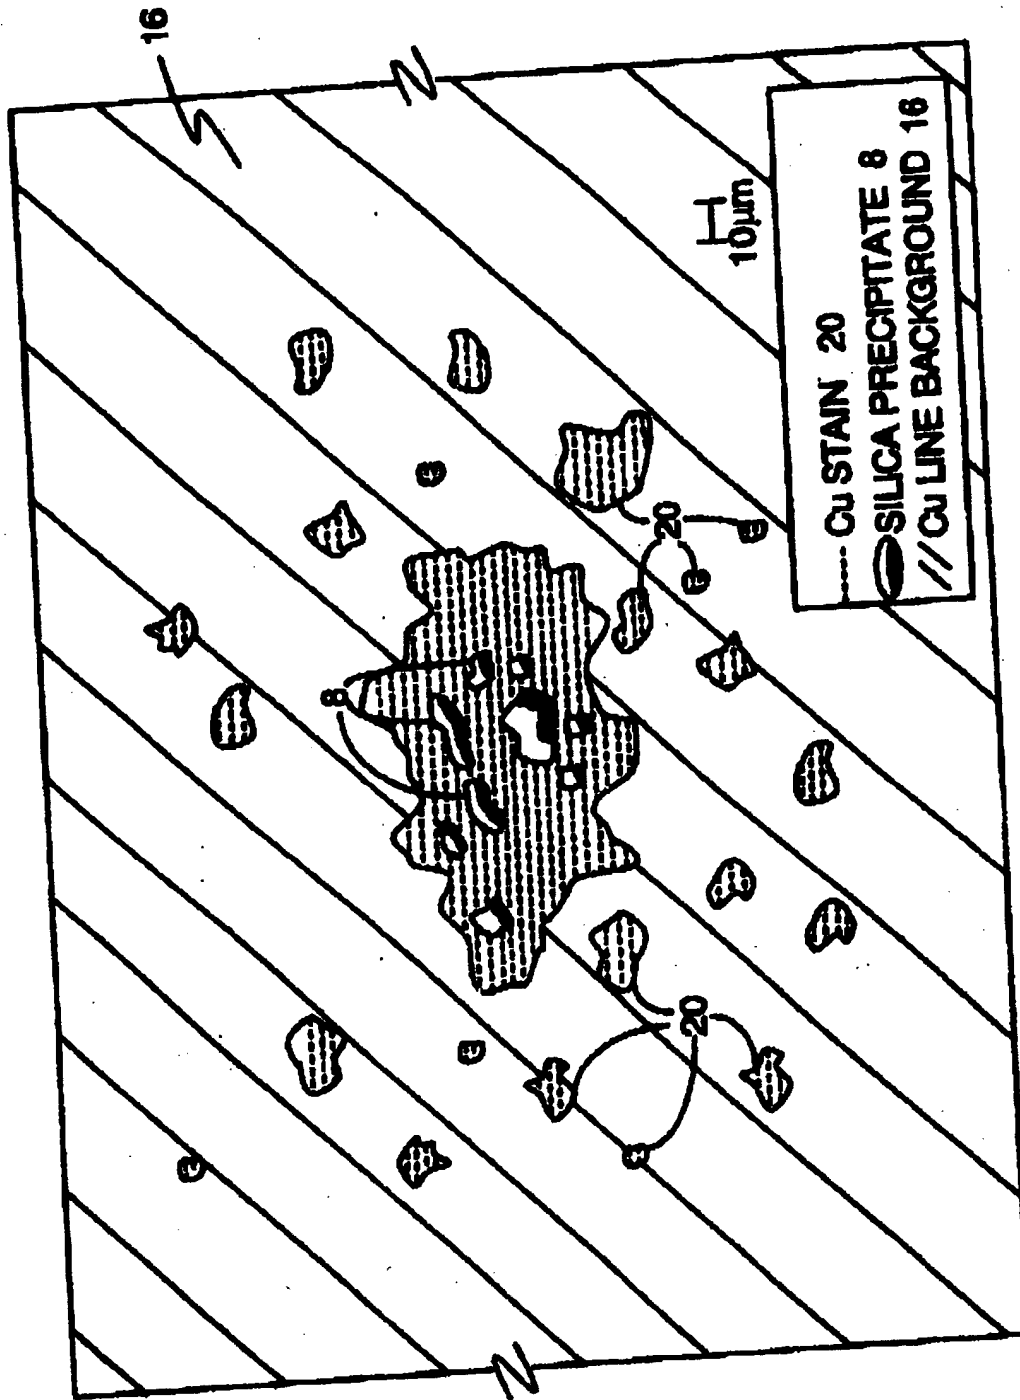 16
8
20
20
10μm
---- Cu STAIN 20
SILICA PRECIPITATE 8
// Cu LINE BACKGROUND 16